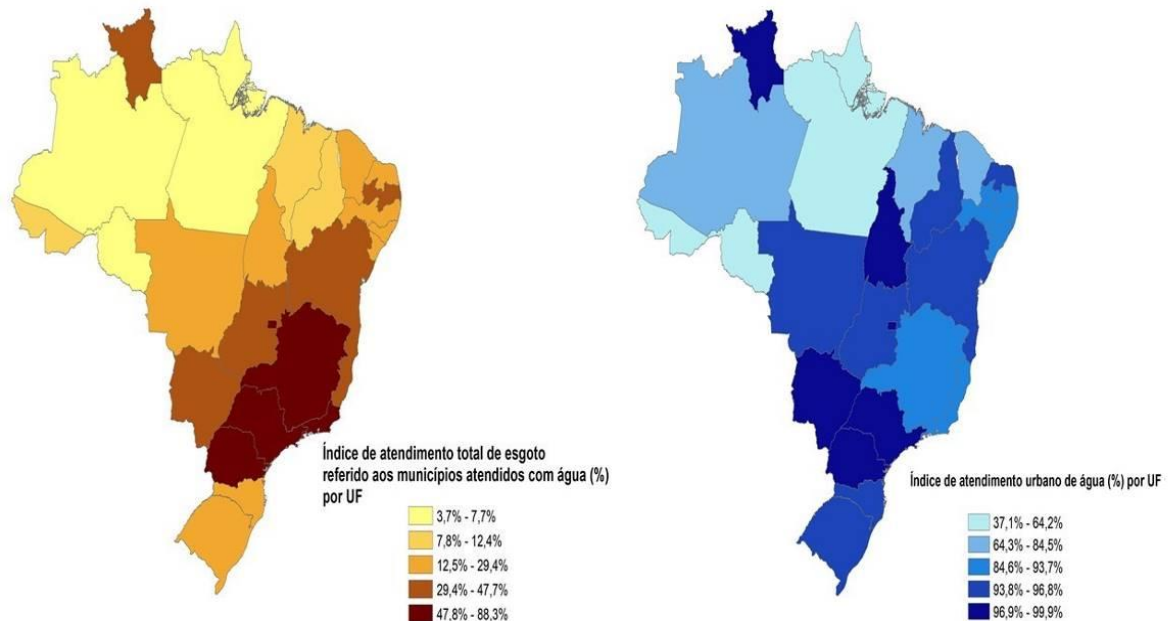 Índice de atendimento total de esgoto
referido aos municípios atendidos com água (%)
por UF
3,7% - 7,7%
7,8% - 12,4%
12,5% - 29,4%
29,4% - 47,7%
47,8% - 88,3%
Índice de atendimento urbano de água (%) por UF
37,1% - 64,2%
64,3% - 84,5%
84,6% - 93,7%
93,8% - 96,8%
96,9% - 99,9%